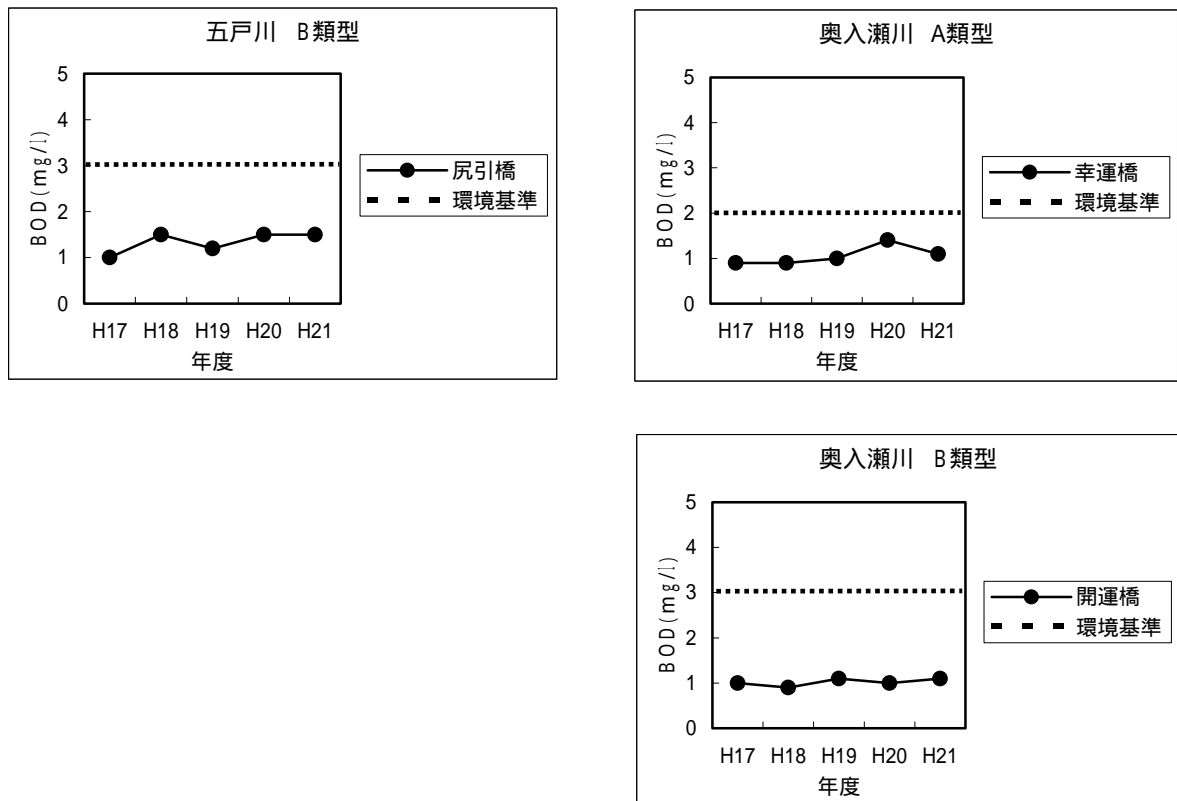 五戸川 B類型
BOD(mg/l)
5
4
3
2
1
0
H17 H18 H19 H20 H21
年度
尻引橋
環境基準
奥入瀬川 A類型
BOD(mg/l)
5
4
3
2
1
0
H17 H18 H19 H20 H21
年度
幸運橋
環境基準
奥入瀬川 B類型
BOD(mg/l)
5
4
3
2
1
0
H17 H18 H19 H20 H21
年度
開運橋
環境基準